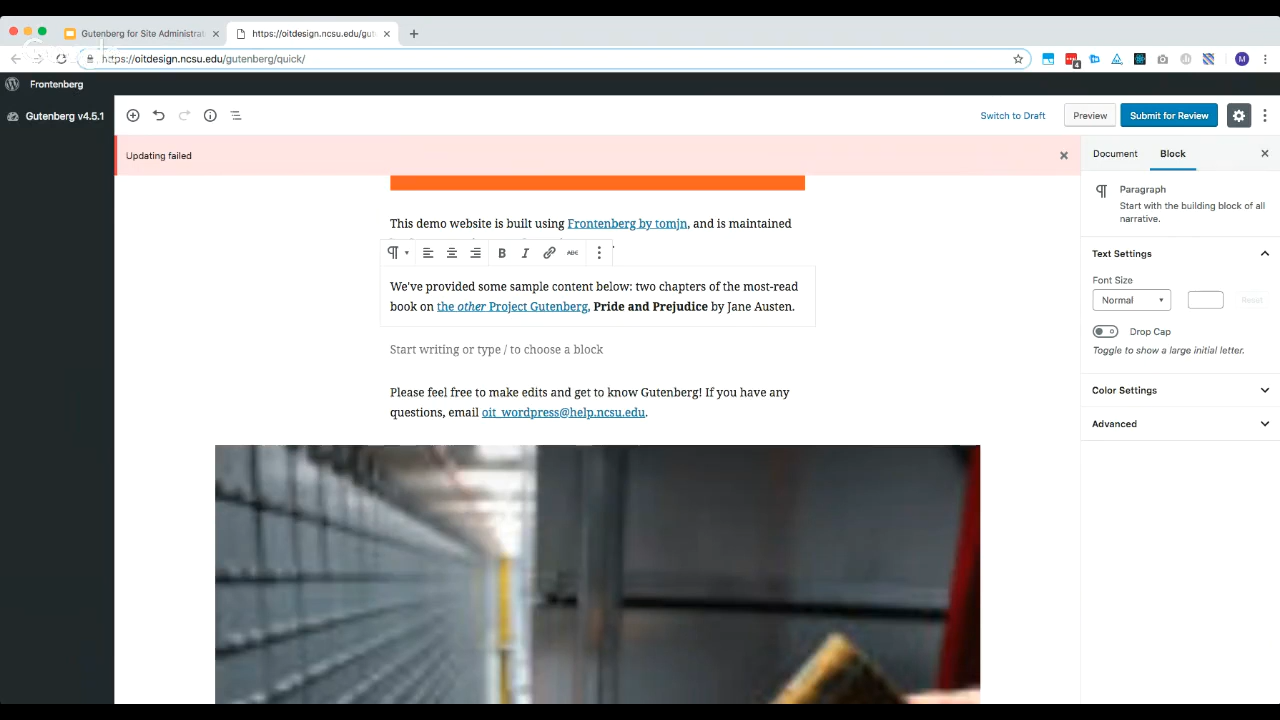 Gutenberg for Site Administrat
https://oitdesign.ncsu.edu/gut
https://oitdesign.ncsu.edu/gutenberg/quick/
4
M
Frontenberg
Gutenberg v4.5.1
Switch to Draft
Preview
Submit for Review
Updating failed
Document
Block
Paragraph
Start with the building block of all
narrative.
Text Settings
Font Size
Normal
Reset
Drop Cap
Toggle to show a large initial letter.
Color Settings
Advanced
This demo website is built using Frontenberg by tomjn, and is maintained
B I ABC
We've provided some sample content below: two chapters of the most-read
book on the other Project Gutenberg, Pride and Prejudice by Jane Austen.
Start writing or type / to choose a block
Please feel free to make edits and get to know Gutenberg! If you have any
questions, email oit_wordpress@help.ncsu.edu.